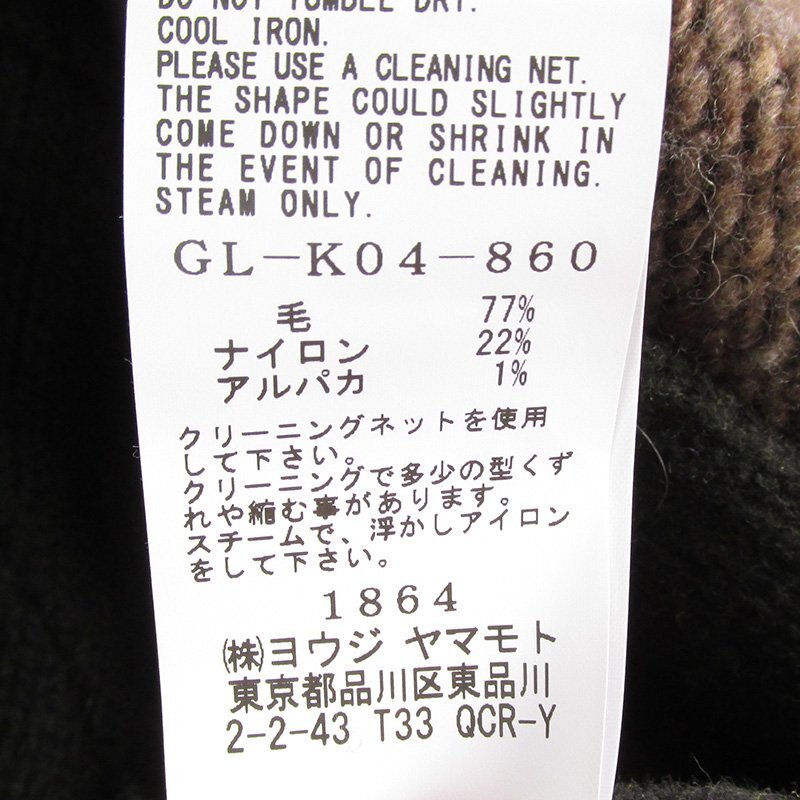 DO NOT TUMBLE DRY.
COOL IRON.
PLEASE USE A CLEANING NET.
THE SHAPE COULD SLIGHTLY
COME DOWN OR SHRINK IN
THE EVENT OF CLEANING.
STEAM ONLY.
GL-K04-860
毛 77%
ナイロン 22%
アルパカ 1%
クリーニングネットを使用
して下さい。
クリーニングで多少の型くず
れや縮む事があります。
スチームで、浮かしアイロン
をして下さい。
1864
㈱ヨウジ ヤマモト
東京都品川区東品川
2-2-43 T33 QCR-Y